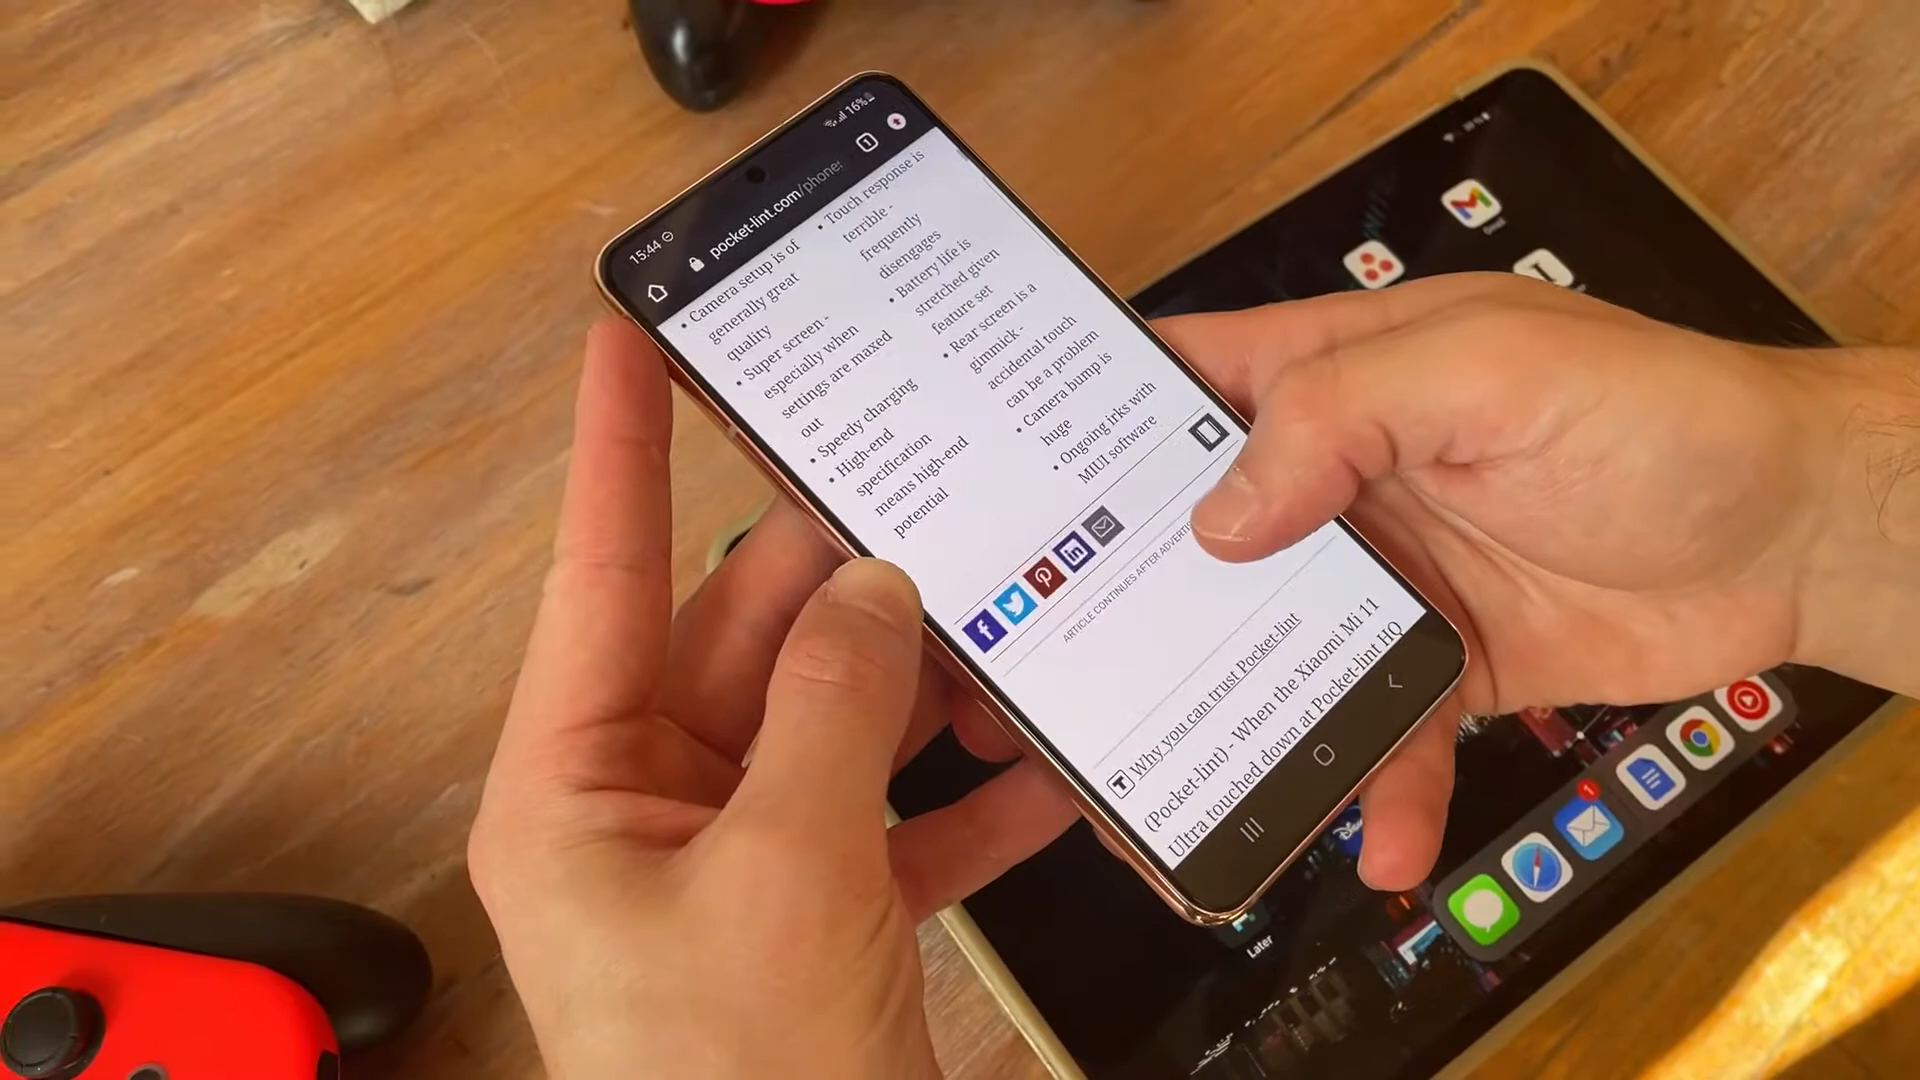 15:44
16%
1
pocket-lint.com/phones
• Camera setup is of
generally great
quality
• Super screen -
especially when
settings are maxed
out
• Speedy charging
• High-end
specification
means high-end
potential
• Touch response is
terrible -
frequently
disengages
• Battery life is
stretched given
feature set
• Rear screen is a
gimmick -
accidental touch
can be a problem
• Camera bump is
huge
• Ongoing irks with
MIUI software
ARTICLE CONTINUES AFTER
Why you can trust Pocket-lint
(Pocket-lint) - When the Xiaomi Mi 11
Ultra touched down at Pocket-lint HQ
Later